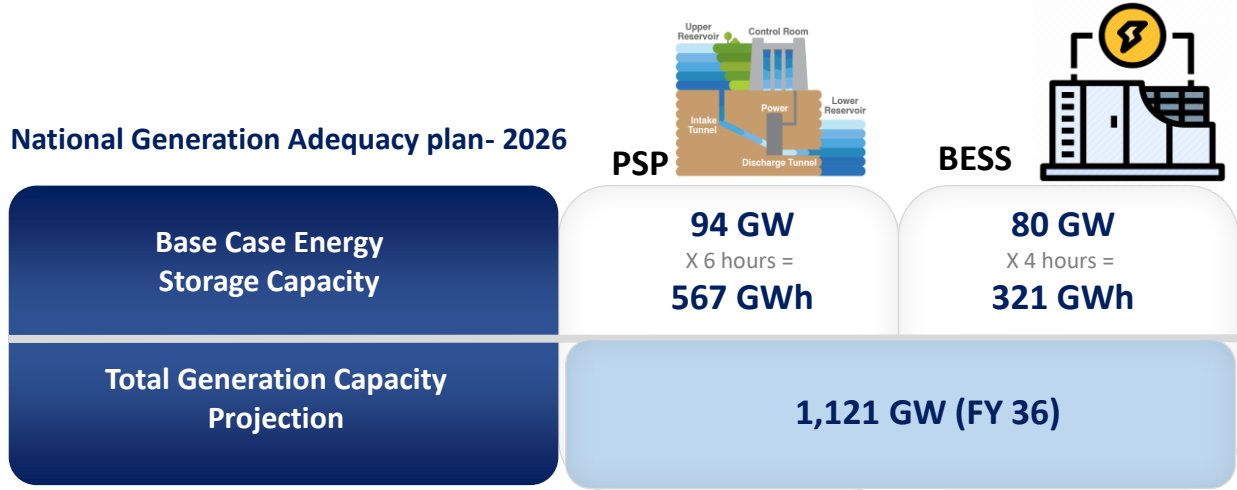 Upper
Reservoir
Control Room
Lower
Reservoir
Power
Intake
Tunnel
Discharge Tunnel
National Generation Adequacy plan- 2026
PSP
BESS
Base Case Energy
Storage Capacity
94 GW
X 6 hours =
567 GWh
80 GW
X 4 hours =
321 GWh
Total Generation Capacity
Projection
1,121 GW (FY 36)